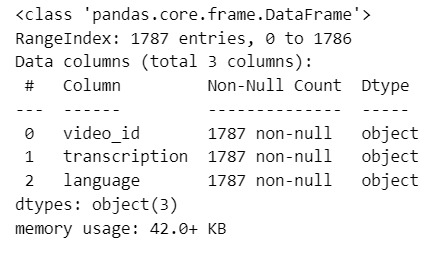 <class 'pandas.core.frame.DataFrame'>
RangeIndex: 1787 entries, 0 to 1786
Data columns (total 3 columns):
 #   Column         Non-Null Count  Dtype
---  ------         --------------  -----
 0   video_id       1787 non-null   object
 1   transcription  1787 non-null   object
 2   language       1787 non-null   object
dtypes: object(3)
memory usage: 42.0+ KB